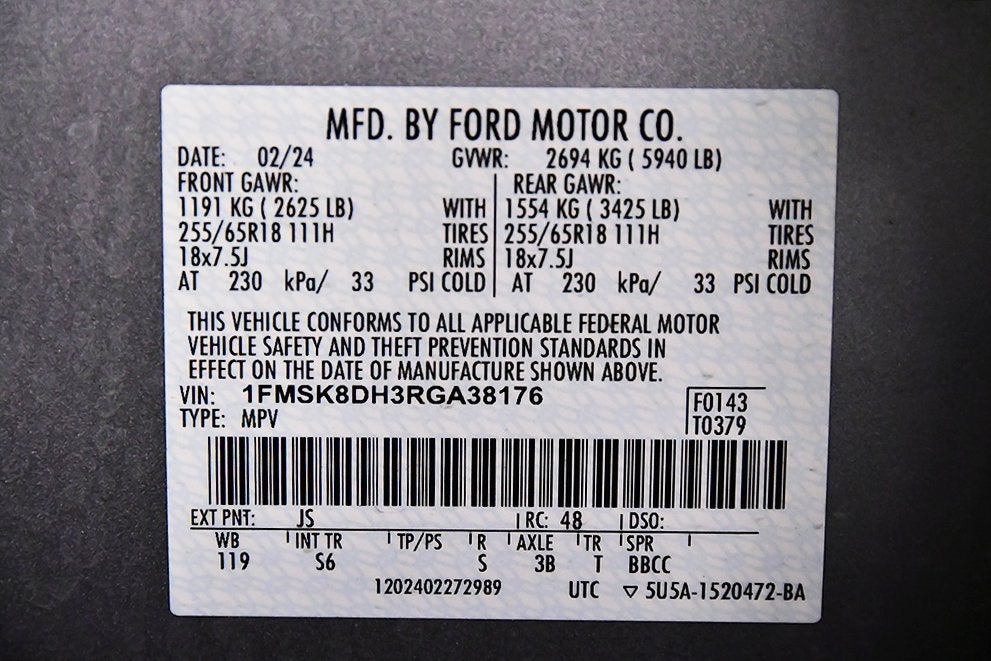 MFD. BY FORD MOTOR CO.
DATE: 02/24 GVWR: 2694 KG ( 5940 LB)
FRONT GAWR: REAR GAWR:
1191 KG ( 2625 LB) WITH 1554 KG ( 3425 LB) WITH
255/65R18 111H TIRES 255/65R18 111H TIRES
18x7.5J RIMS 18x7.5J RIMS
AT 230 kPa/ 33 PSI COLD AT 230 kPa/ 33 PSI COLD
THIS VEHICLE CONFORMS TO ALL APPLICABLE FEDERAL MOTOR
VEHICLE SAFETY AND THEFT PREVENTION STANDARDS IN
EFFECT ON THE DATE OF MANUFACTURE SHOWN ABOVE.
VIN: 1FMSK8DH3RGA38176 F0143
TYPE: MPV T0379
EXT PNT: JS RC: 48 DSO:
WB INT TR TP/PS R AXLE TR SPR
119 S6 S 3B T BBCC
1202402272989 UTC ▽ 5U5A-1520472-BA